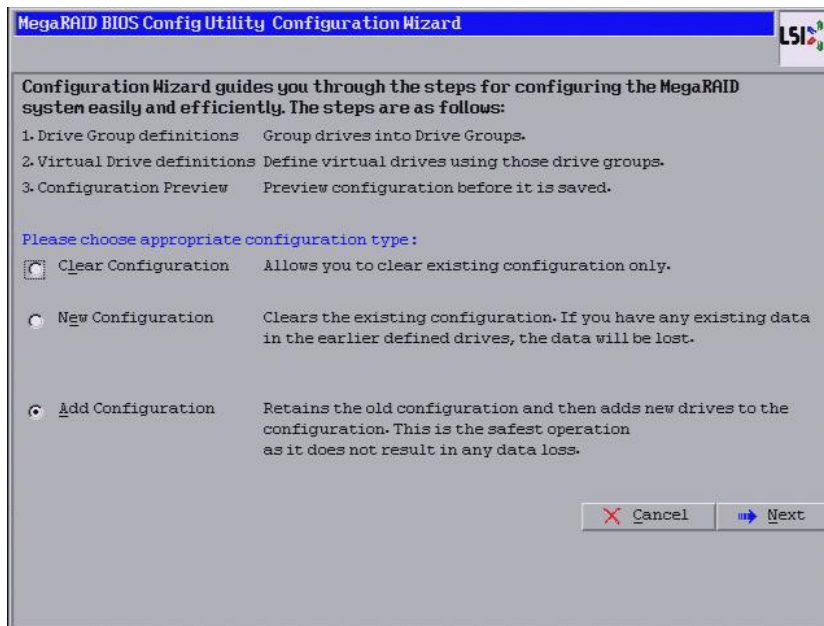 MegaRAID BIOS Config Utility Configuration Wizard
LSI
Configuration Wizard guides you through the steps for configuring the MegaRAID
system easily and efficiently. The steps are as follows:
1. Drive Group definitions Group drives into Drive Groups.
2. Virtual Drive definitions Define virtual drives using those drive groups.
3. Configuration Preview Preview configuration before it is saved.
Please choose appropriate configuration type:
Clear Configuration Allows you to clear existing configuration only.
New Configuration Clears the existing configuration. If you have any existing data
in the earlier defined drives, the data will be lost.
Add Configuration Retains the old configuration and then adds new drives to the
configuration. This is the safest operation
as it does not result in any data loss.
Cancel Next